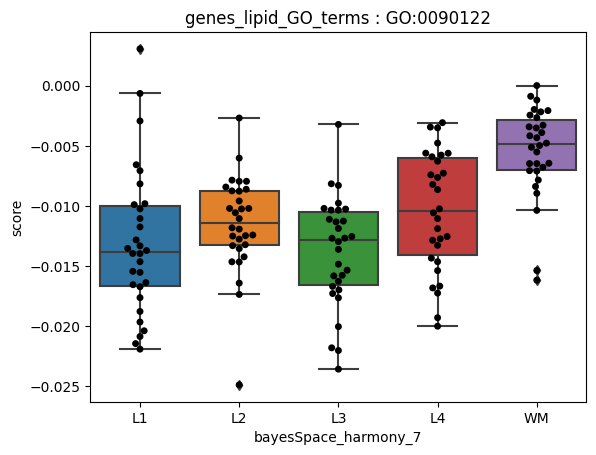 genes_lipid_GO_terms : GO:0090122
score
0.000
−0.005
−0.010
−0.015
−0.020
−0.025
L1 L2 L3 L4 WM
bayesSpace_harmony_7